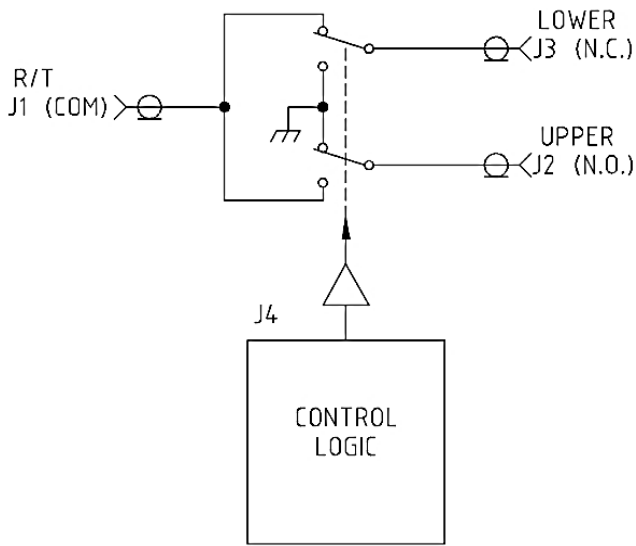 LOWER
J3 (N.C.)
R/T
J1 (COM)
UPPER
J2 (N.O.)
J4
CONTROL
LOGIC